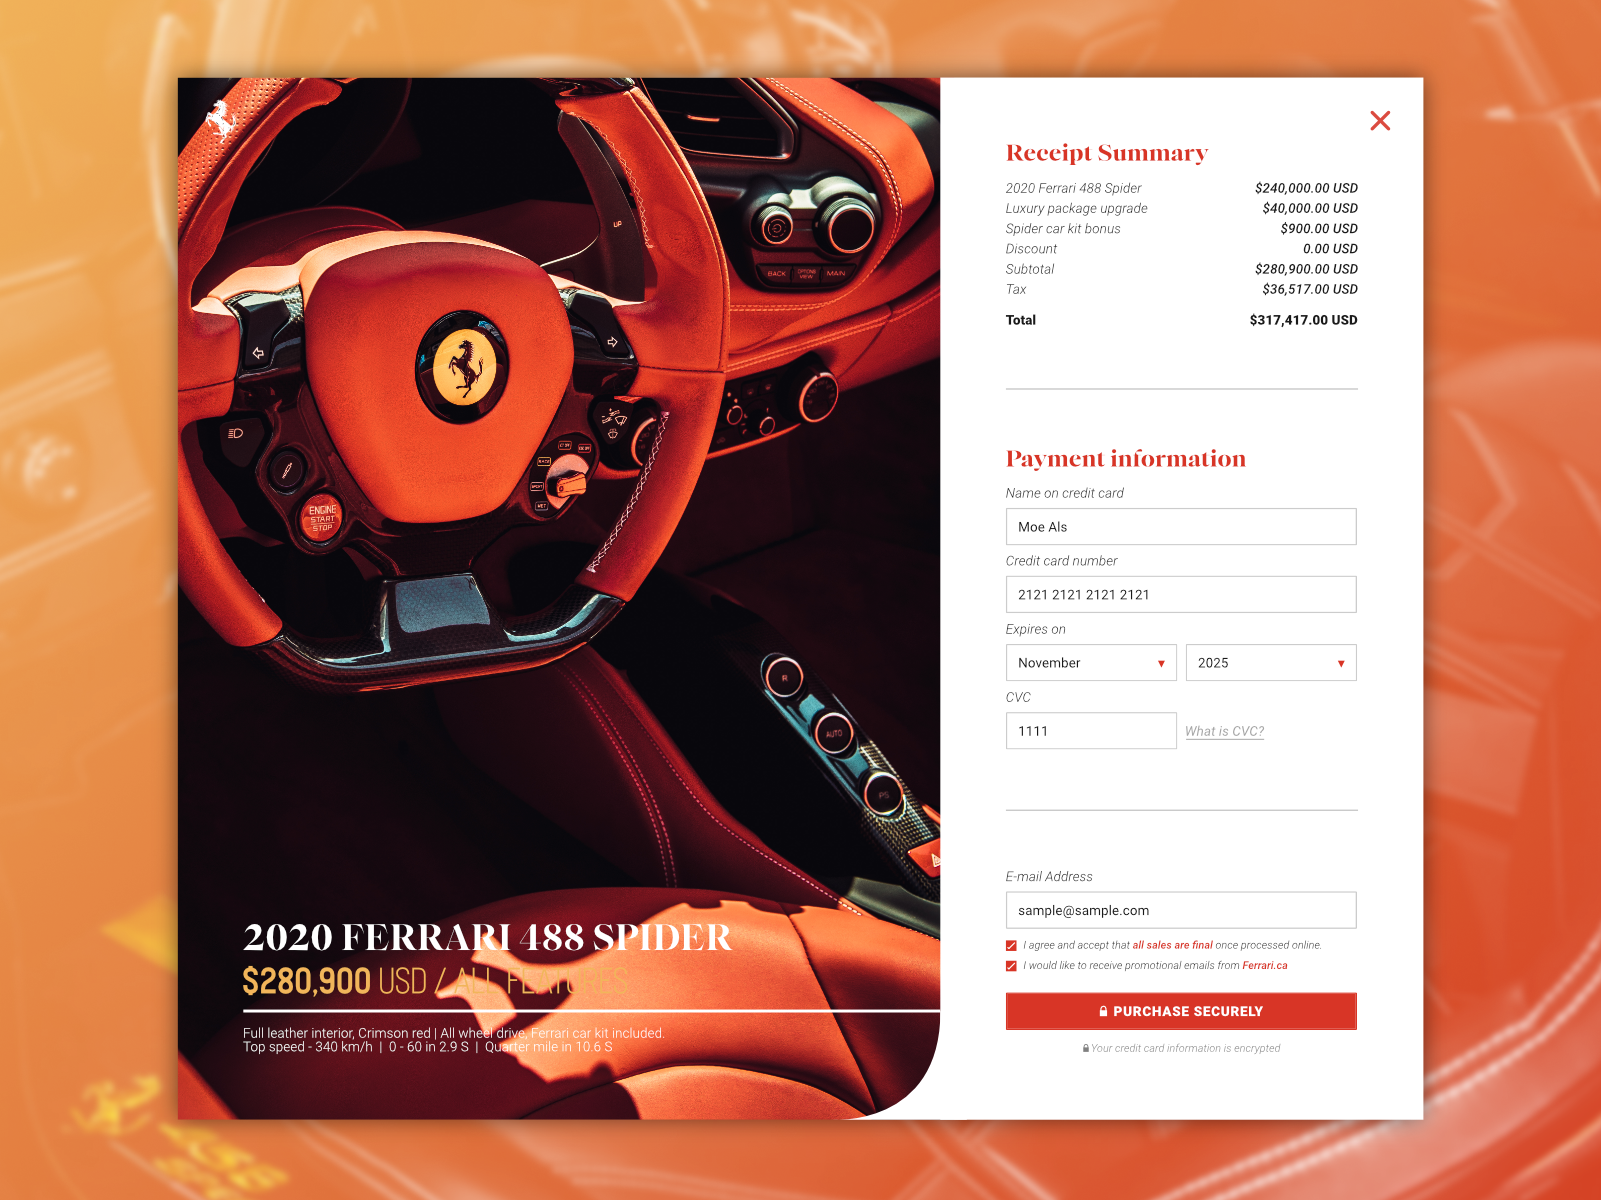 UP
BACK
OPTIONS
VIEW
MAIN
ENGINE
START
STOP
RACE
SPORT
WET
R
AUTO
PS
2020 FERRARI 488 SPIDER
$280,900 USD / ALL FEATURES
Full leather interior, Crimson red | All wheel drive, Ferrari car kit included.
Top speed - 340 km/h | 0 - 60 in 2.9 S | Quarter mile in 10.6 S
Receipt Summary
2020 Ferrari 488 Spider $240,000.00 USD
Luxury package upgrade $40,000.00 USD
Spider car kit bonus $900.00 USD
Discount 0.00 USD
Subtotal $280,900.00 USD
Tax $36,517.00 USD
Total $317,417.00 USD
Payment information
Name on credit card
Moe Als
Credit card number
2121 2121 2121 2121
Expires on
November ▼ 2025 ▼
CVC
1111 What is CVC?
E-mail Address
sample@sample.com
I agree and accept that all sales are final once processed online.
I would like to receive promotional emails from Ferrari.ca
PURCHASE SECURELY
Your credit card information is encrypted